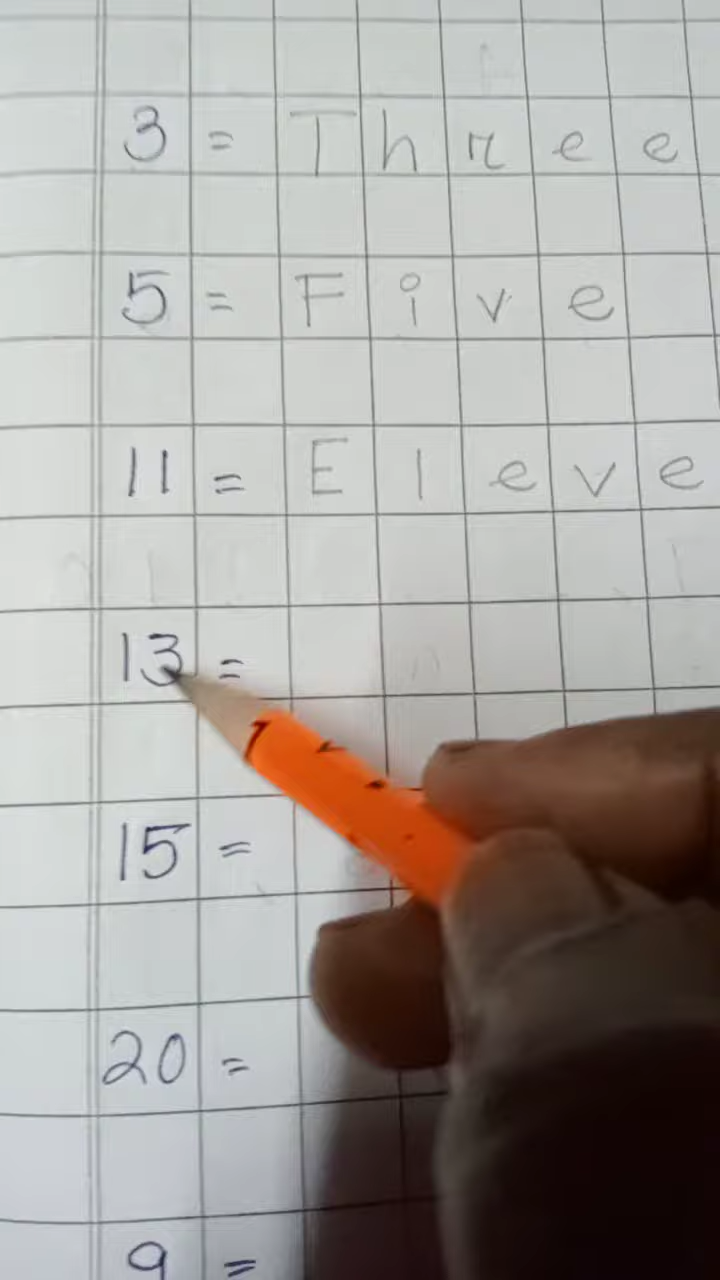 3 = Three
5 = Five
11 = Eleve
13 =
15 =
20 =
9 =